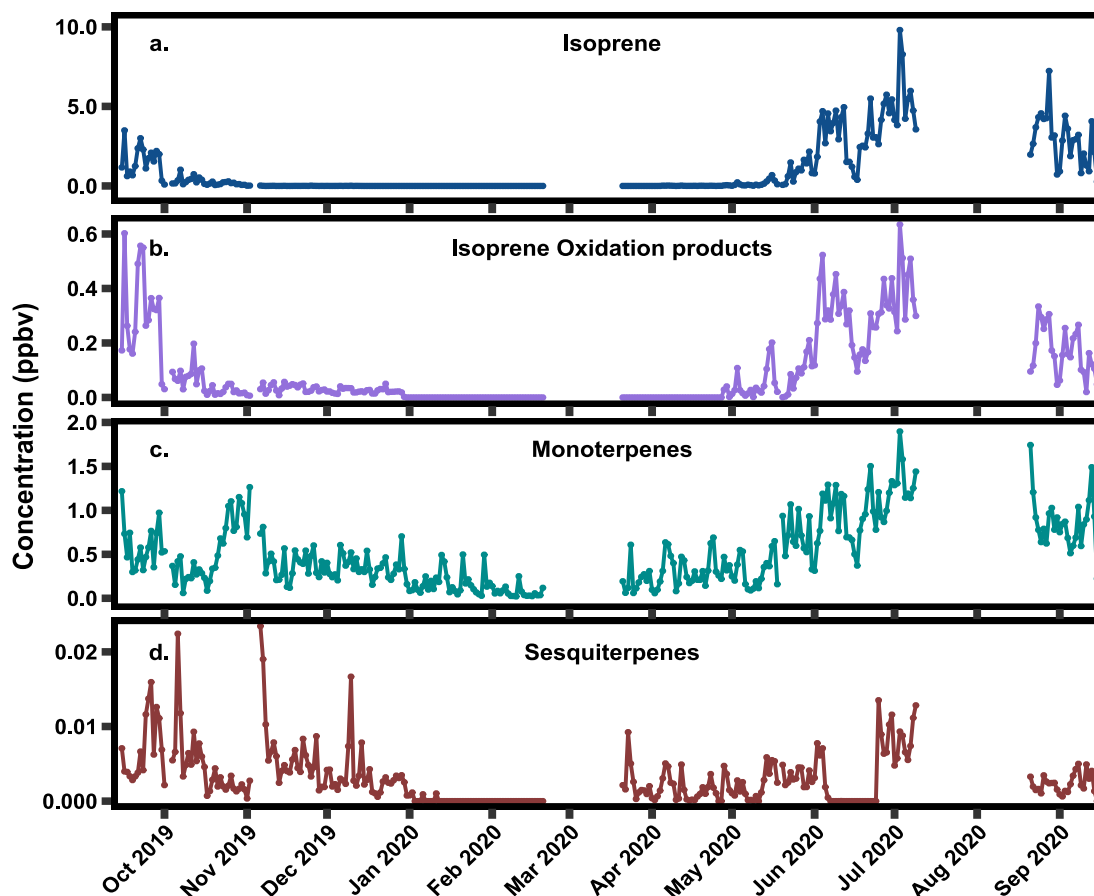 Concentration (ppbv)
a.
Isoprene
10.0
5.0
0.0
b.
Isoprene Oxidation products
0.6
0.4
0.2
0.0
c.
Monoterpenes
2.0
1.5
1.0
0.5
0.0
d.
Sesquiterpenes
0.02
0.01
0.000
Oct 2019
Nov 2019
Dec 2019
Jan 2020
Feb 2020
Mar 2020
Apr 2020
May 2020
Jun 2020
Jul 2020
Aug 2020
Sep 2020